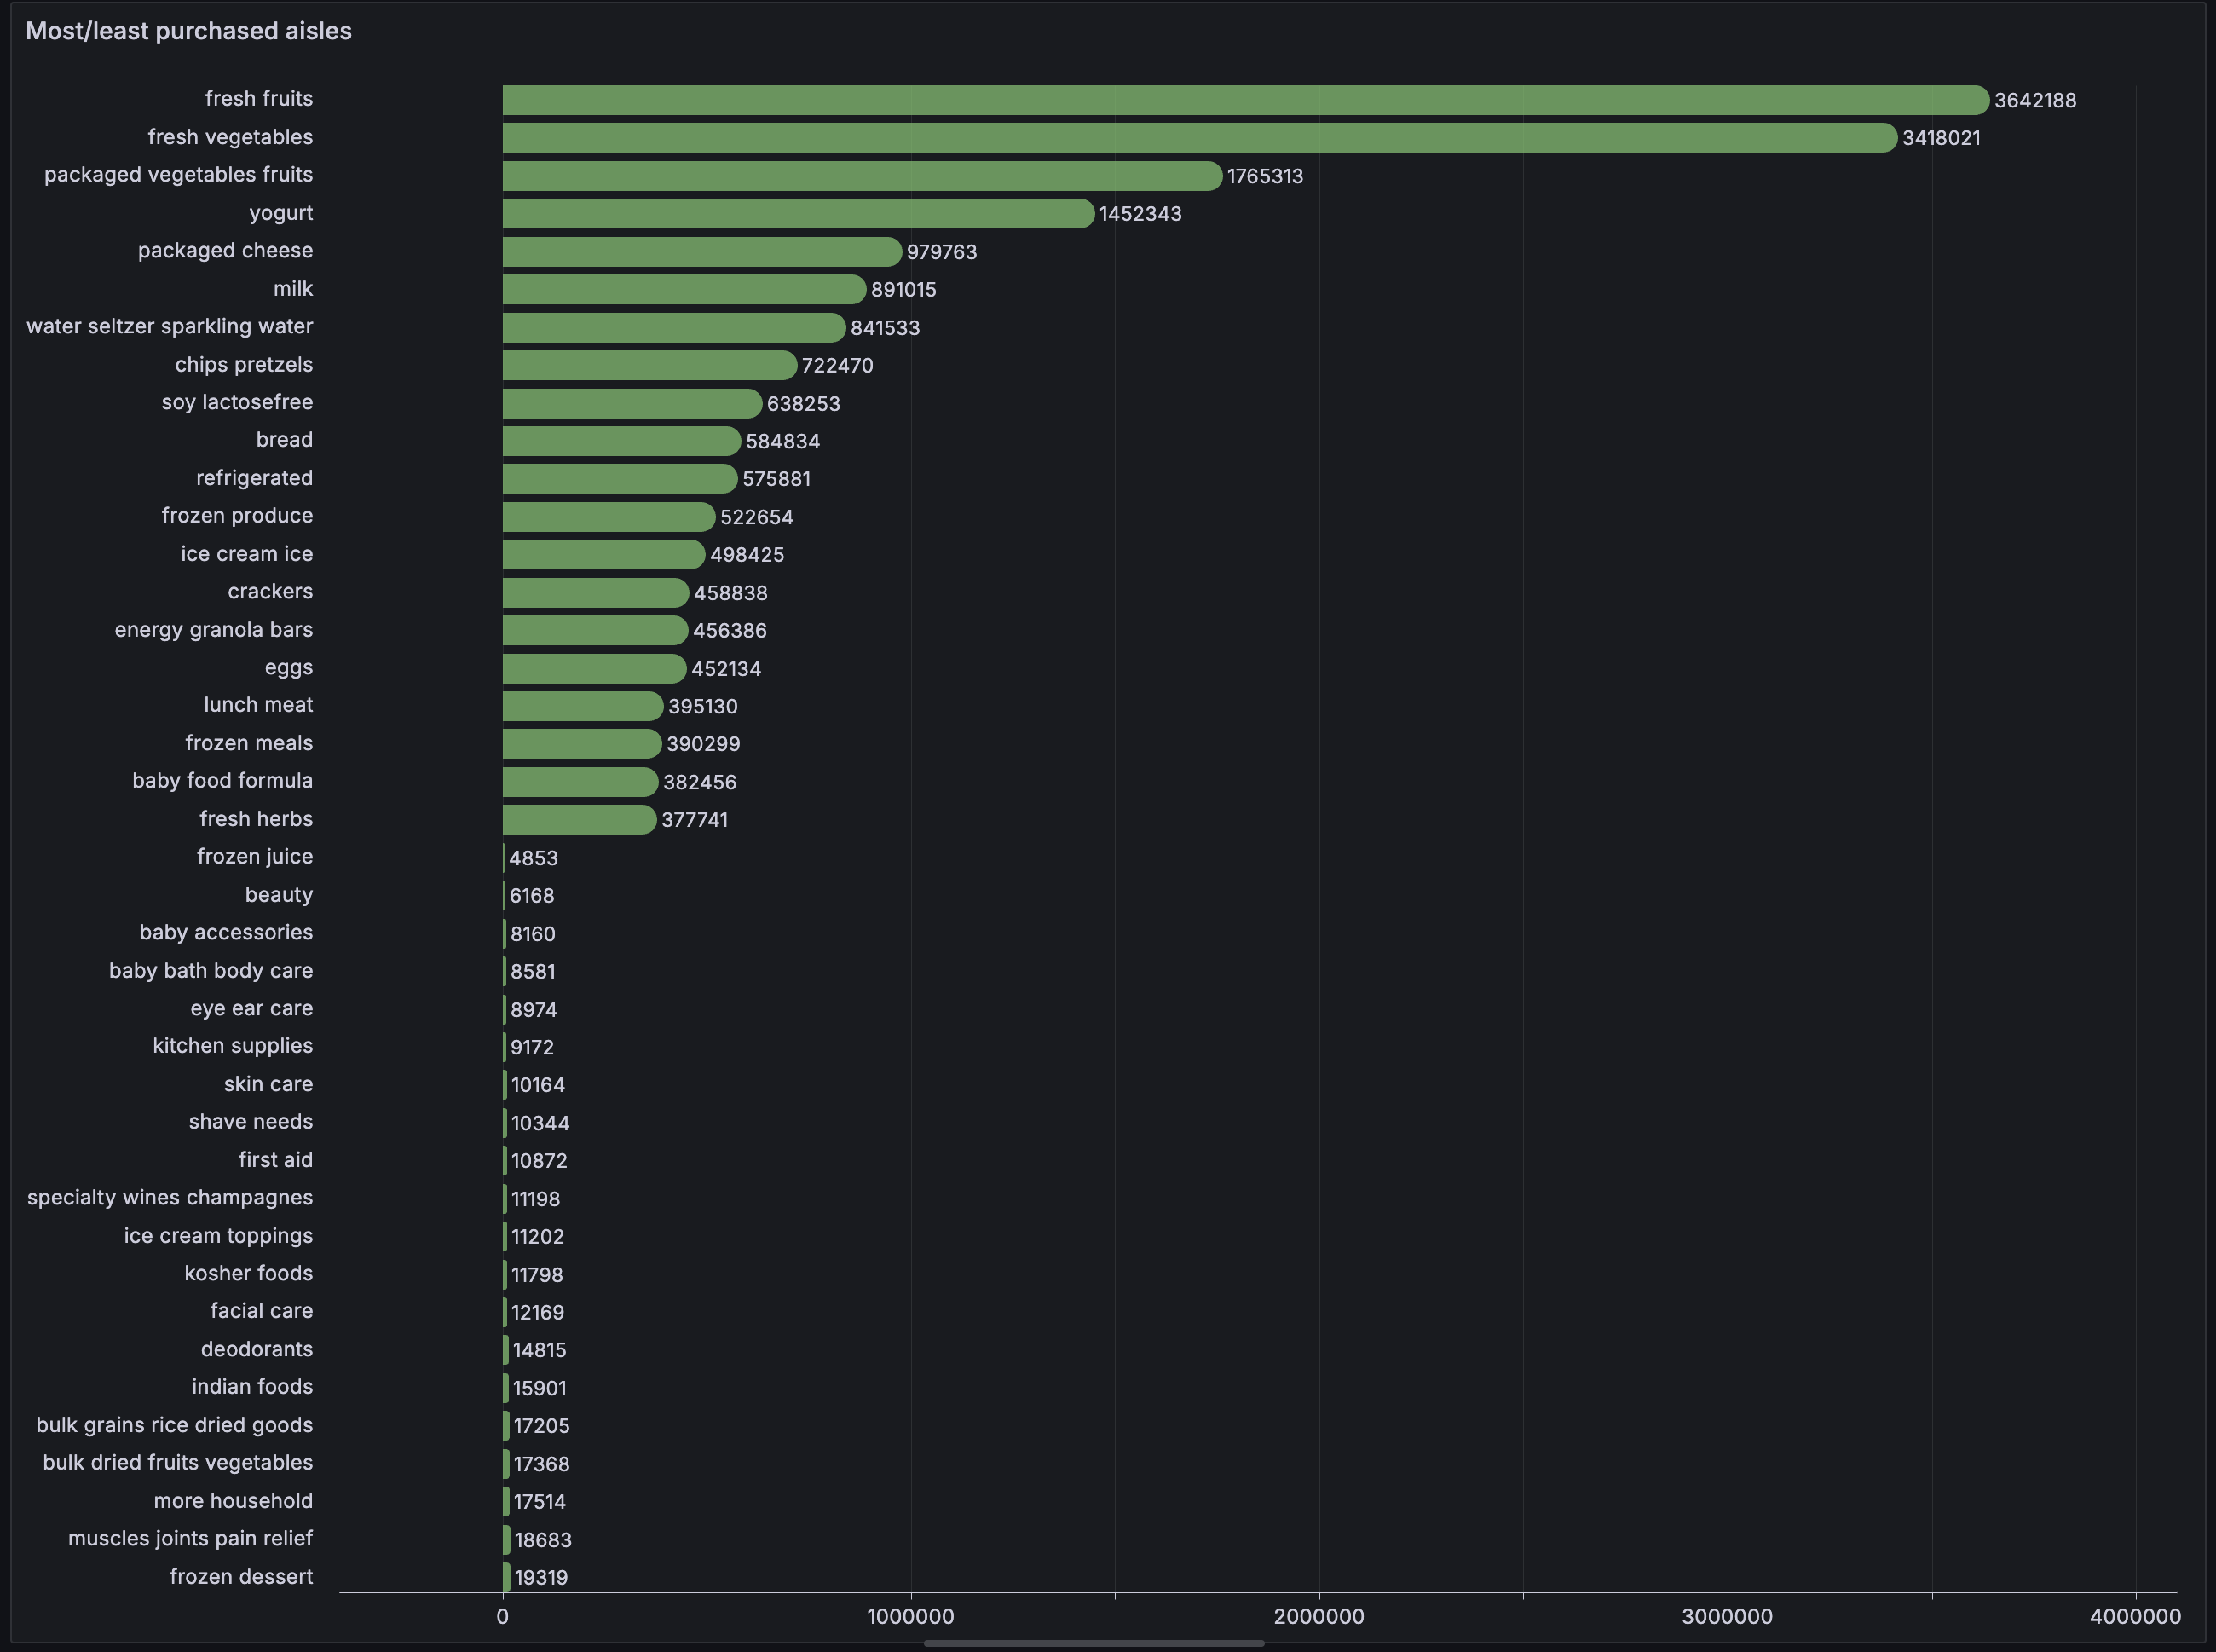 Most/least purchased aisles
fresh fruits 3642188
fresh vegetables 3418021
packaged vegetables fruits 1765313
yogurt 1452343
packaged cheese 979763
milk 891015
water seltzer sparkling water 841533
chips pretzels 722470
soy lactosefree 638253
bread 584834
refrigerated 575881
frozen produce 522654
ice cream ice 498425
crackers 458838
energy granola bars 456386
eggs 452134
lunch meat 395130
frozen meals 390299
baby food formula 382456
fresh herbs 377741
frozen juice 4853
beauty 6168
baby accessories 8160
baby bath body care 8581
eye ear care 8974
kitchen supplies 9172
skin care 10164
shave needs 10344
first aid 10872
specialty wines champagnes 11198
ice cream toppings 11202
kosher foods 11798
facial care 12169
deodorants 14815
indian foods 15901
bulk grains rice dried goods 17205
bulk dried fruits vegetables 17368
more household 17514
muscles joints pain relief 18683
frozen dessert 19319
0 1000000 2000000 3000000 4000000